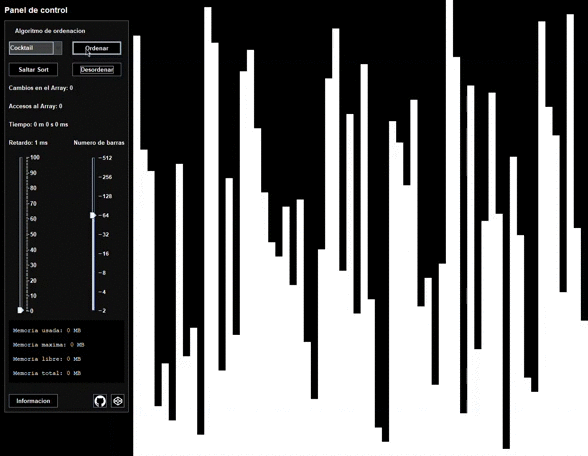 Panel de control
Algoritmo de ordenacion
Cocktail
Ordenar
Saltar Sort
Desordenar
Cambios en el Array: 0
Accesos al Array: 0
Tiempo: 0 m 0 s 0 ms
Retardo: 1 ms Numero de barras
100 512
90 256
80 128
70 64
60 32
50 16
40 8
30 4
20 2
10
0
Memoria usada: 0 MB
Memoria maxima: 0 MB
Memoria libre: 0 MB
Memoria total: 0 MB
Informacion